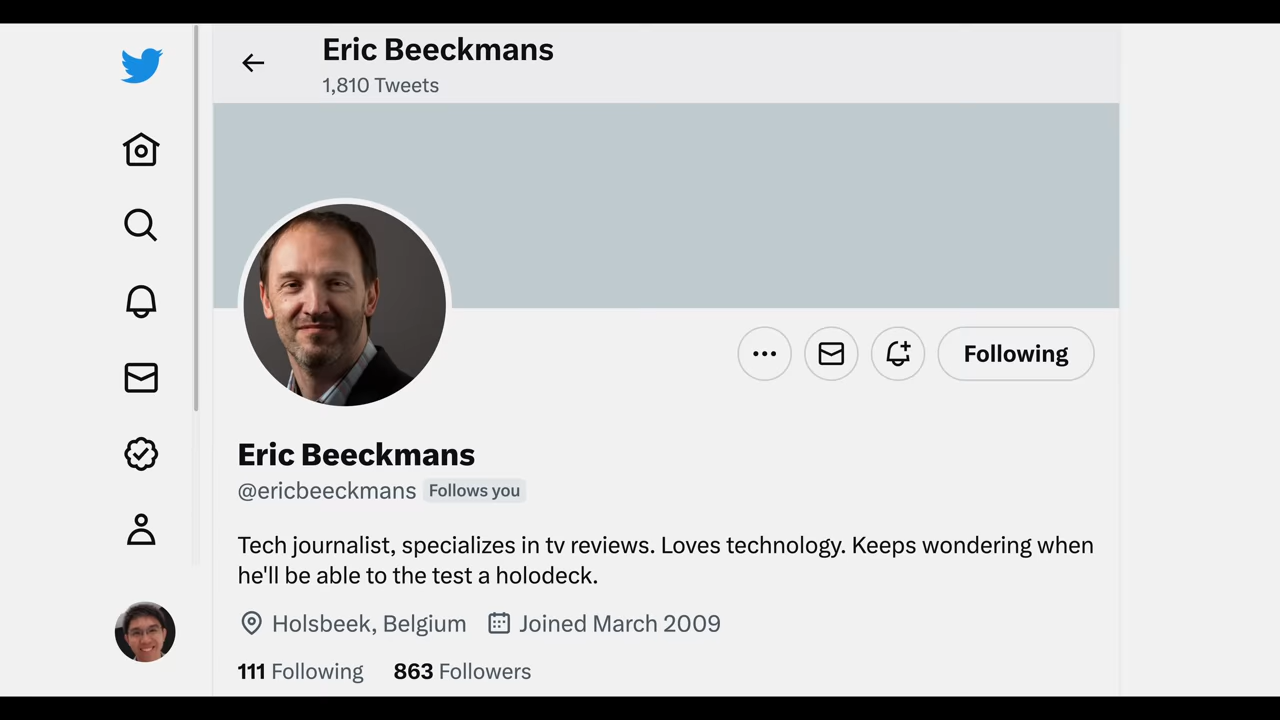 Eric Beeckmans
1,810 Tweets
Following
Eric Beeckmans
@ericbeeckmans Follows you
Tech journalist, specializes in tv reviews. Loves technology. Keeps wondering when
he'll be able to the test a holodeck.
Holsbeek, Belgium Joined March 2009
111 Following 863 Followers